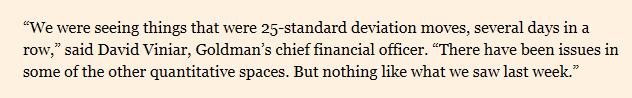 “We were seeing things that were 25-standard deviation moves, several days in a
row,” said David Viniar, Goldman’s chief financial officer. “There have been issues in
some of the other quantitative spaces. But nothing like what we saw last week.”